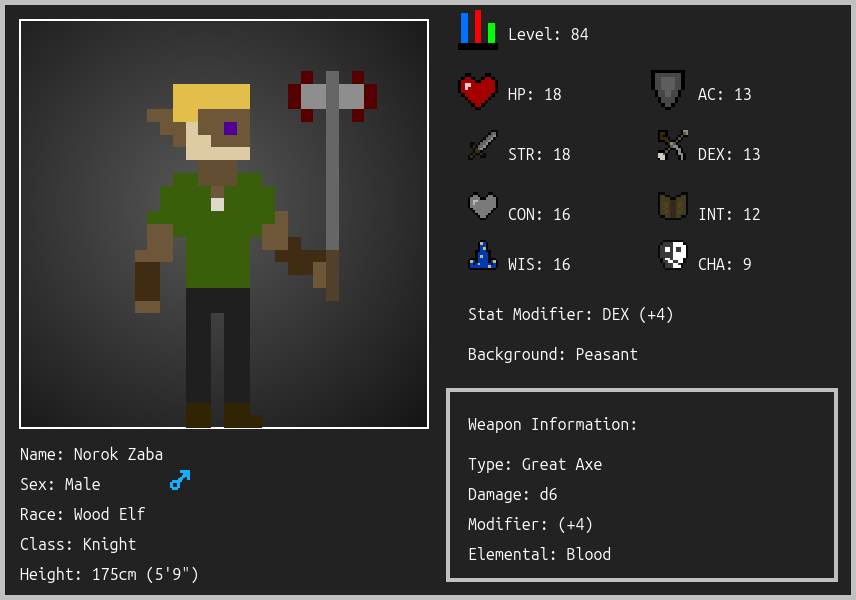 Level: 84
HP: 18
AC: 13
STR: 18
DEX: 13
CON: 16
INT: 12
WIS: 16
CHA: 9
Stat Modifier: DEX (+4)
Background: Peasant
Weapon Information:
Type: Great Axe
Damage: d6
Modifier: (+4)
Elemental: Blood
Name: Norok Zaba
Sex: Male
Race: Wood Elf
Class: Knight
Height: 175cm (5'9")